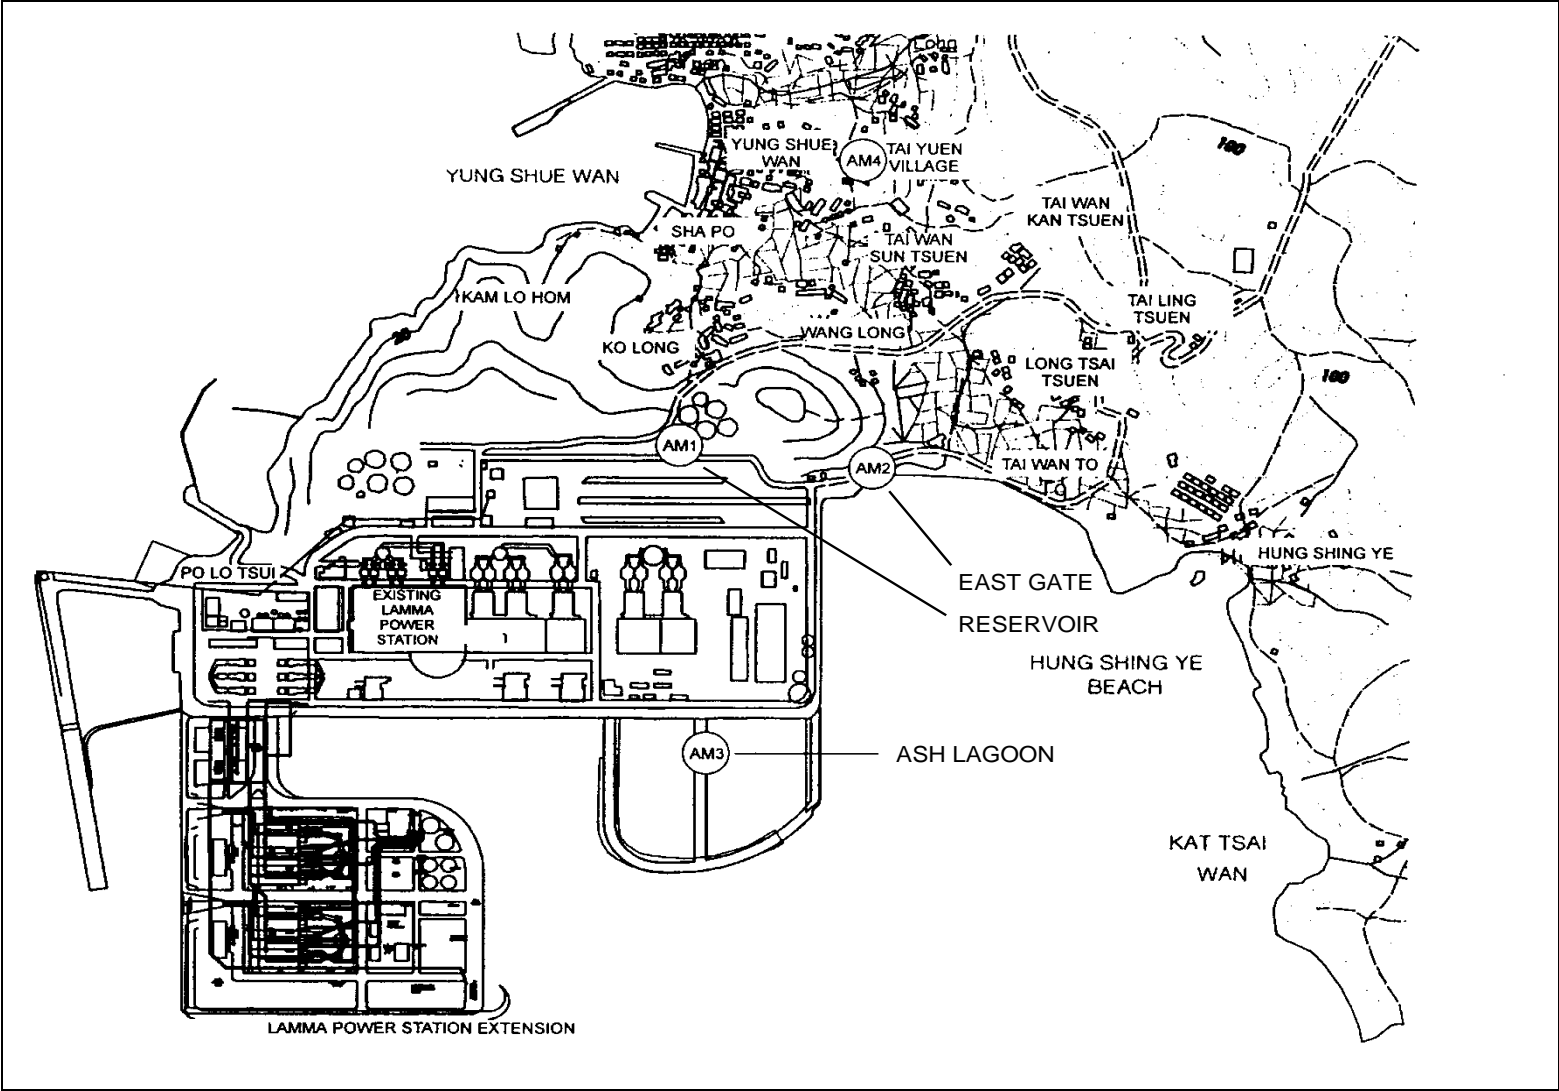 YUNG SHUE
WAN
AM4
TAI YUEN
VILLAGE
100
YUNG SHUE WAN
TAI WAN
KAN TSUEN
SHA PO
TAI WAN
SUN TSUEN
KAM LO HOM
TAI LING
TSUEN
WANG LONG
KO LONG
LONG TSAI
TSUEN
100
AM1
AM2
TAI WAN TO
HUNG SHING YE
PO LO TSUI
EAST GATE
EXISTING
LAMMA
POWER
STATION
RESERVOIR
HUNG SHING YE
BEACH
AM3
ASH LAGOON
KAT TSAI
WAN
LAMMA POWER STATION EXTENSION